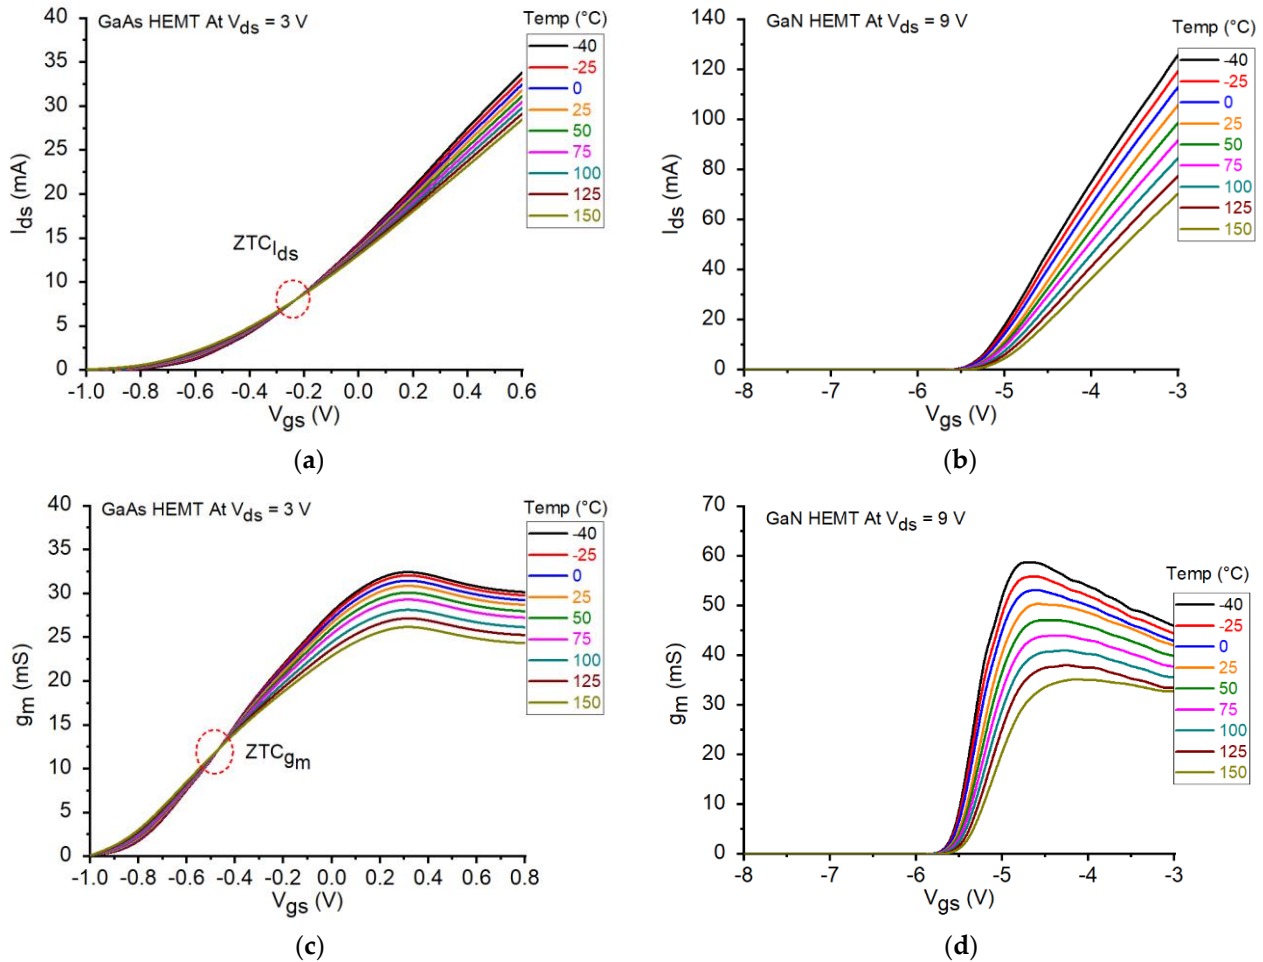 GaAs HEMT At Vds = 3 V
Temp (°C)
-40
-25
0
25
50
75
100
125
150
40
35
30
25
20
15
10
5
0
Ids (mA)
ZTCIds
-1.0 -0.8 -0.6 -0.4 -0.2 0.0 0.2 0.4 0.6
Vgs (V)
(a)
GaN HEMT At Vds = 9 V
Temp (°C)
-40
-25
0
25
50
75
100
125
150
140
120
100
80
60
40
20
0
Ids (mA)
-8 -7 -6 -5 -4 -3
Vgs (V)
(b)
GaAs HEMT At Vds = 3 V
Temp (°C)
-40
-25
0
25
50
75
100
125
150
40
35
30
25
20
15
10
5
0
gm (mS)
ZTCgm
-1.0 -0.8 -0.6 -0.4 -0.2 0.0 0.2 0.4 0.6 0.8
Vgs (V)
(c)
GaN HEMT At Vds = 9 V
Temp (°C)
-40
-25
0
25
50
75
100
125
150
70
60
50
40
30
20
10
0
gm (mS)
-8 -7 -6 -5 -4 -3
Vgs (V)
(d)